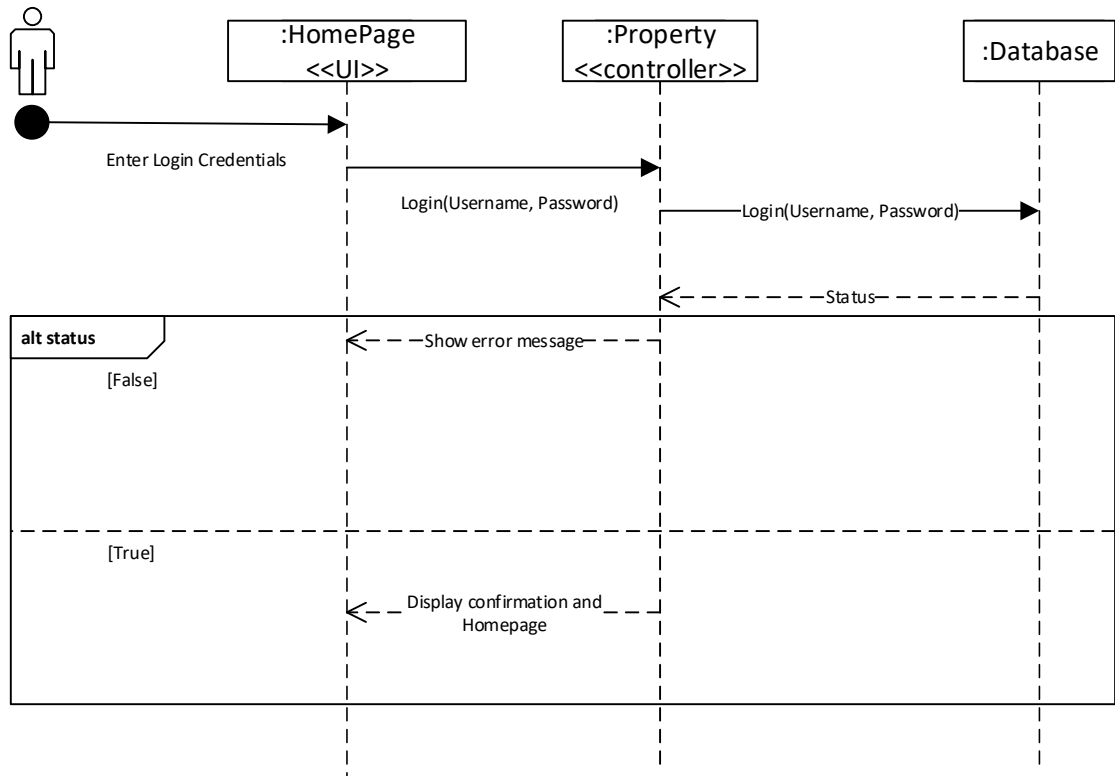 :HomePage
<<UI>>
:Property
<<controller>>
:Database
Enter Login Credentials
Login(Username, Password)
Login(Username, Password)
Status
alt status
Show error message
[False]
[True]
Display confirmation and
Homepage